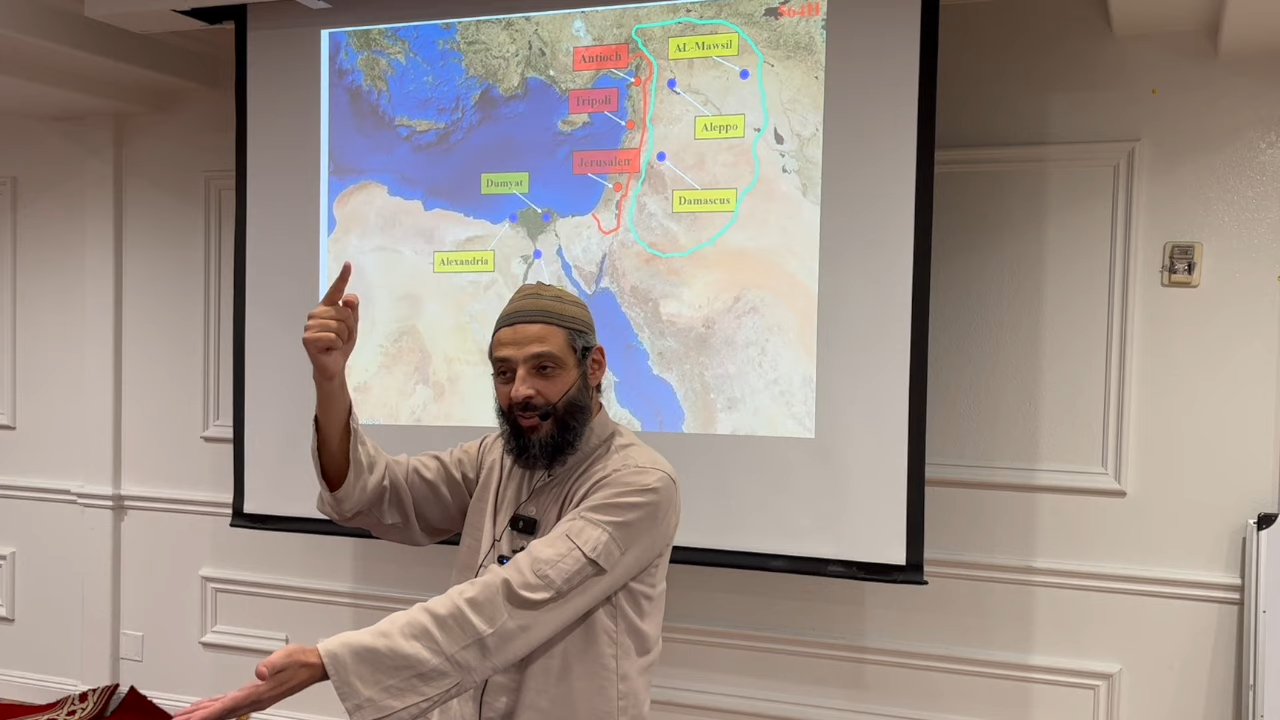 564H
Antioch
AL-Mawsil
Tripoli
Aleppo
Jerusalem
Dumyat
Damascus
Alexandria